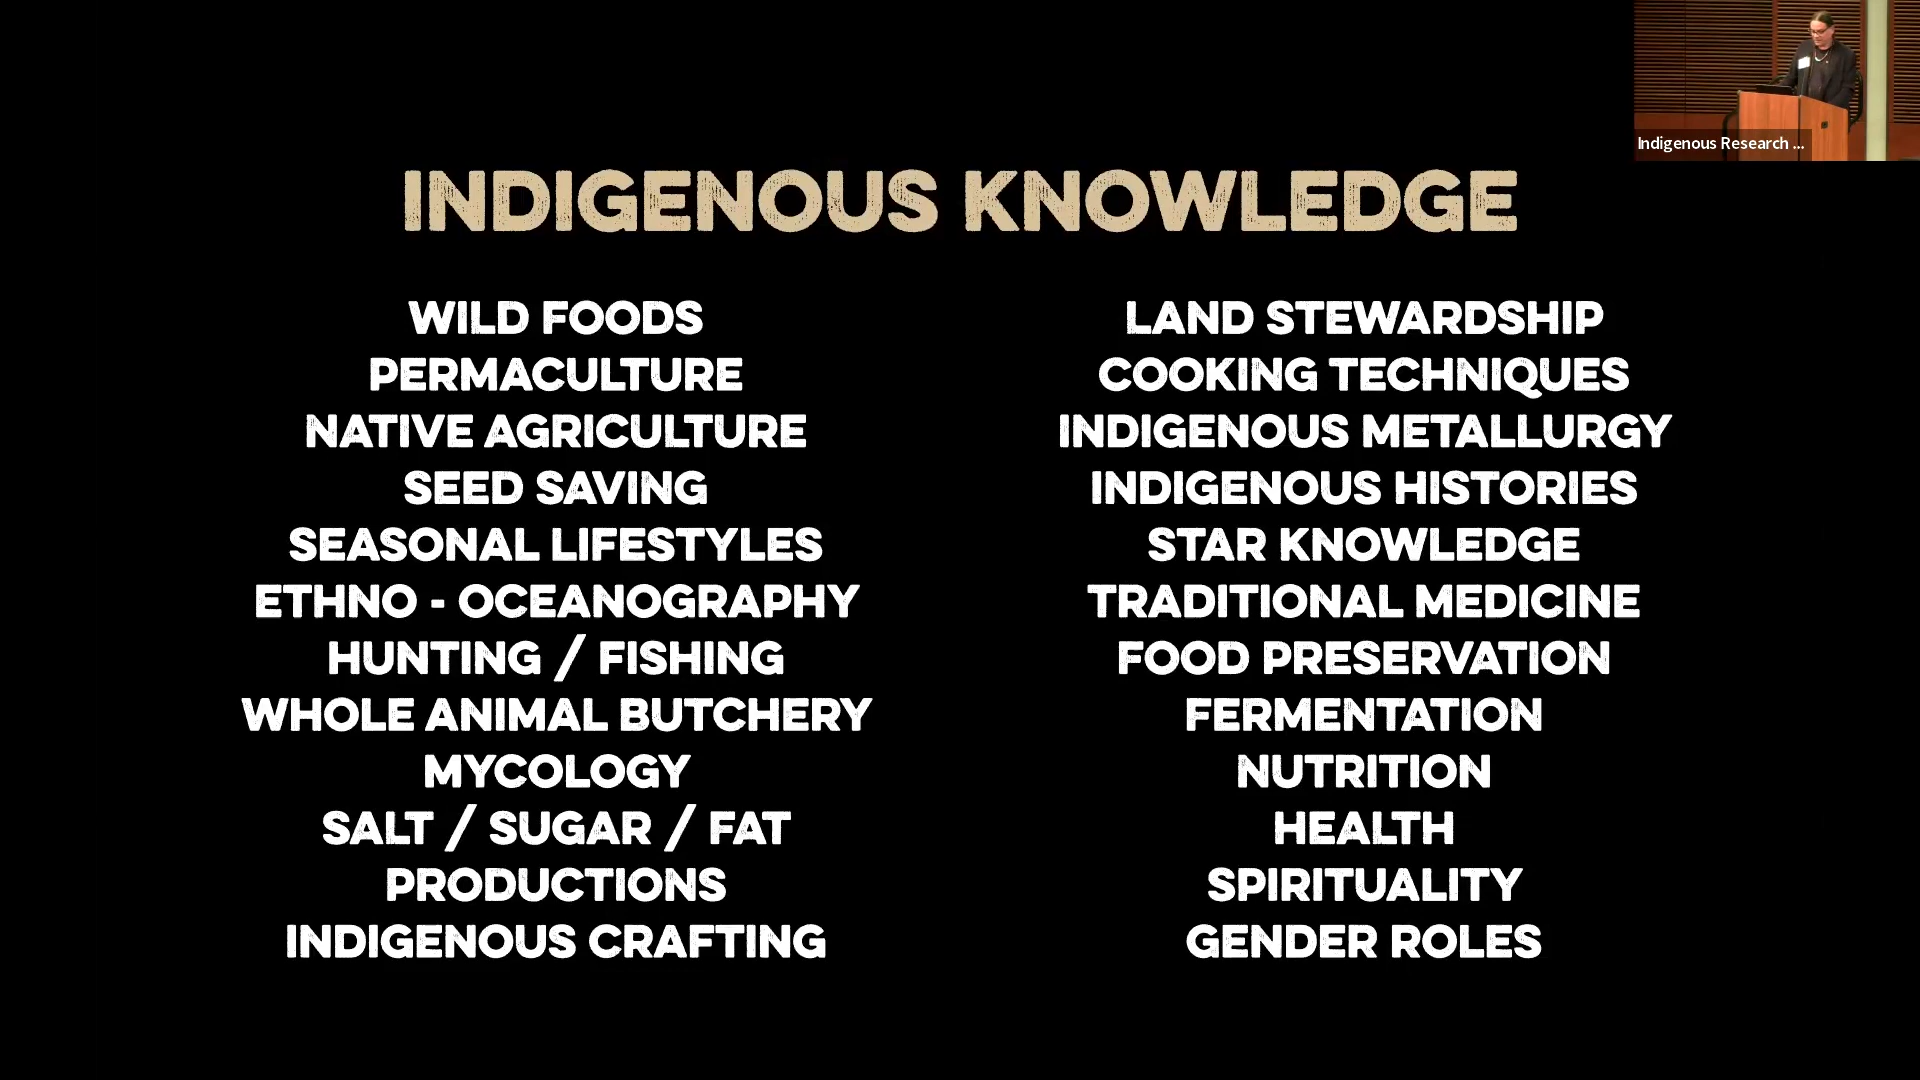 INDIGENOUS KNOWLEDGE
WILD FOODS
PERMACULTURE
NATIVE AGRICULTURE
SEED SAVING
SEASONAL LIFESTYLES
ETHNO - OCEANOGRAPHY
HUNTING / FISHING
WHOLE ANIMAL BUTCHERY
MYCOLOGY
SALT / SUGAR / FAT
PRODUCTIONS
INDIGENOUS CRAFTING
LAND STEWARDSHIP
COOKING TECHNIQUES
INDIGENOUS METALLURGY
INDIGENOUS HISTORIES
STAR KNOWLEDGE
TRADITIONAL MEDICINE
FOOD PRESERVATION
FERMENTATION
NUTRITION
HEALTH
SPIRITUALITY
GENDER ROLES
Indigenous Research ...